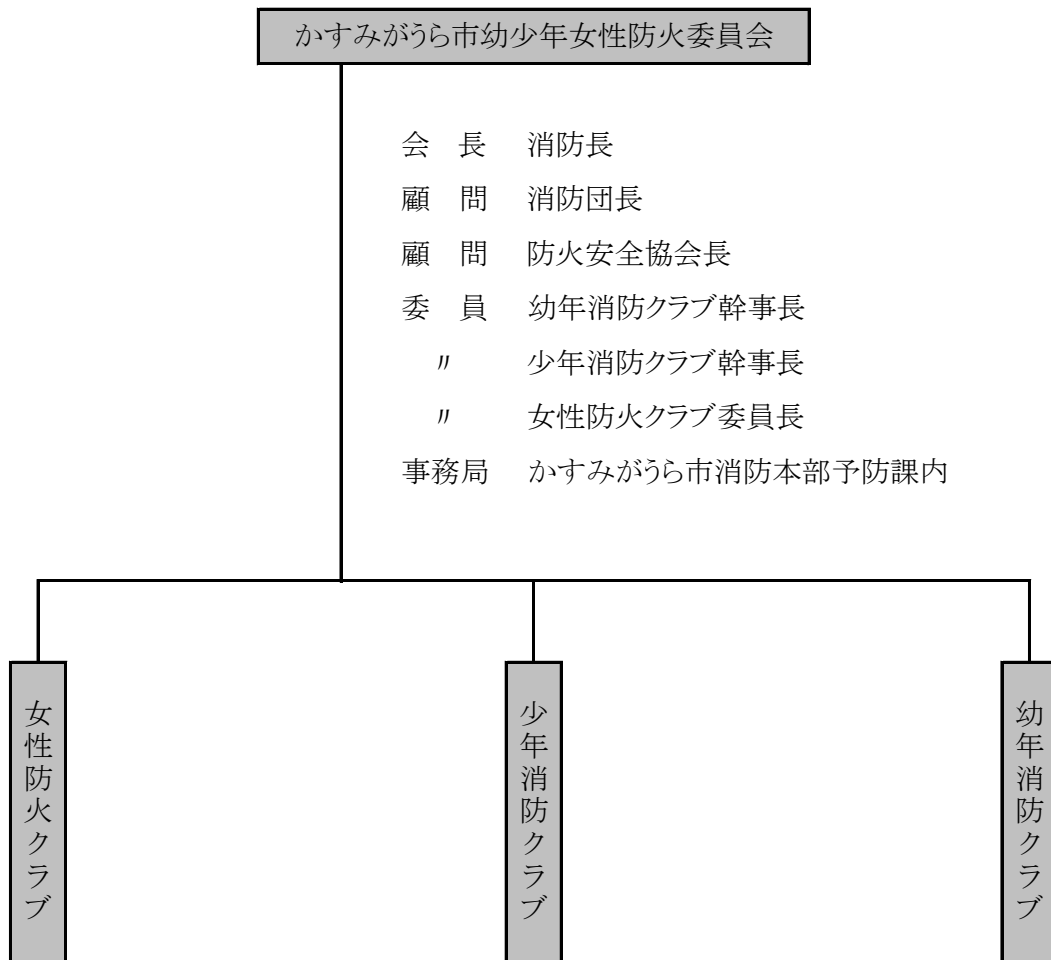 かすみがうら市幼少年女性防火委員会
会　長　消防長
顧　問　消防団長
顧　問　防火安全協会長
委　員　幼年消防クラブ幹事長
〃　少年消防クラブ幹事長
〃　女性防火クラブ委員長
事務局　かすみがうら市消防本部予防課内
女性防火クラブ
少年消防クラブ
幼年消防クラブ